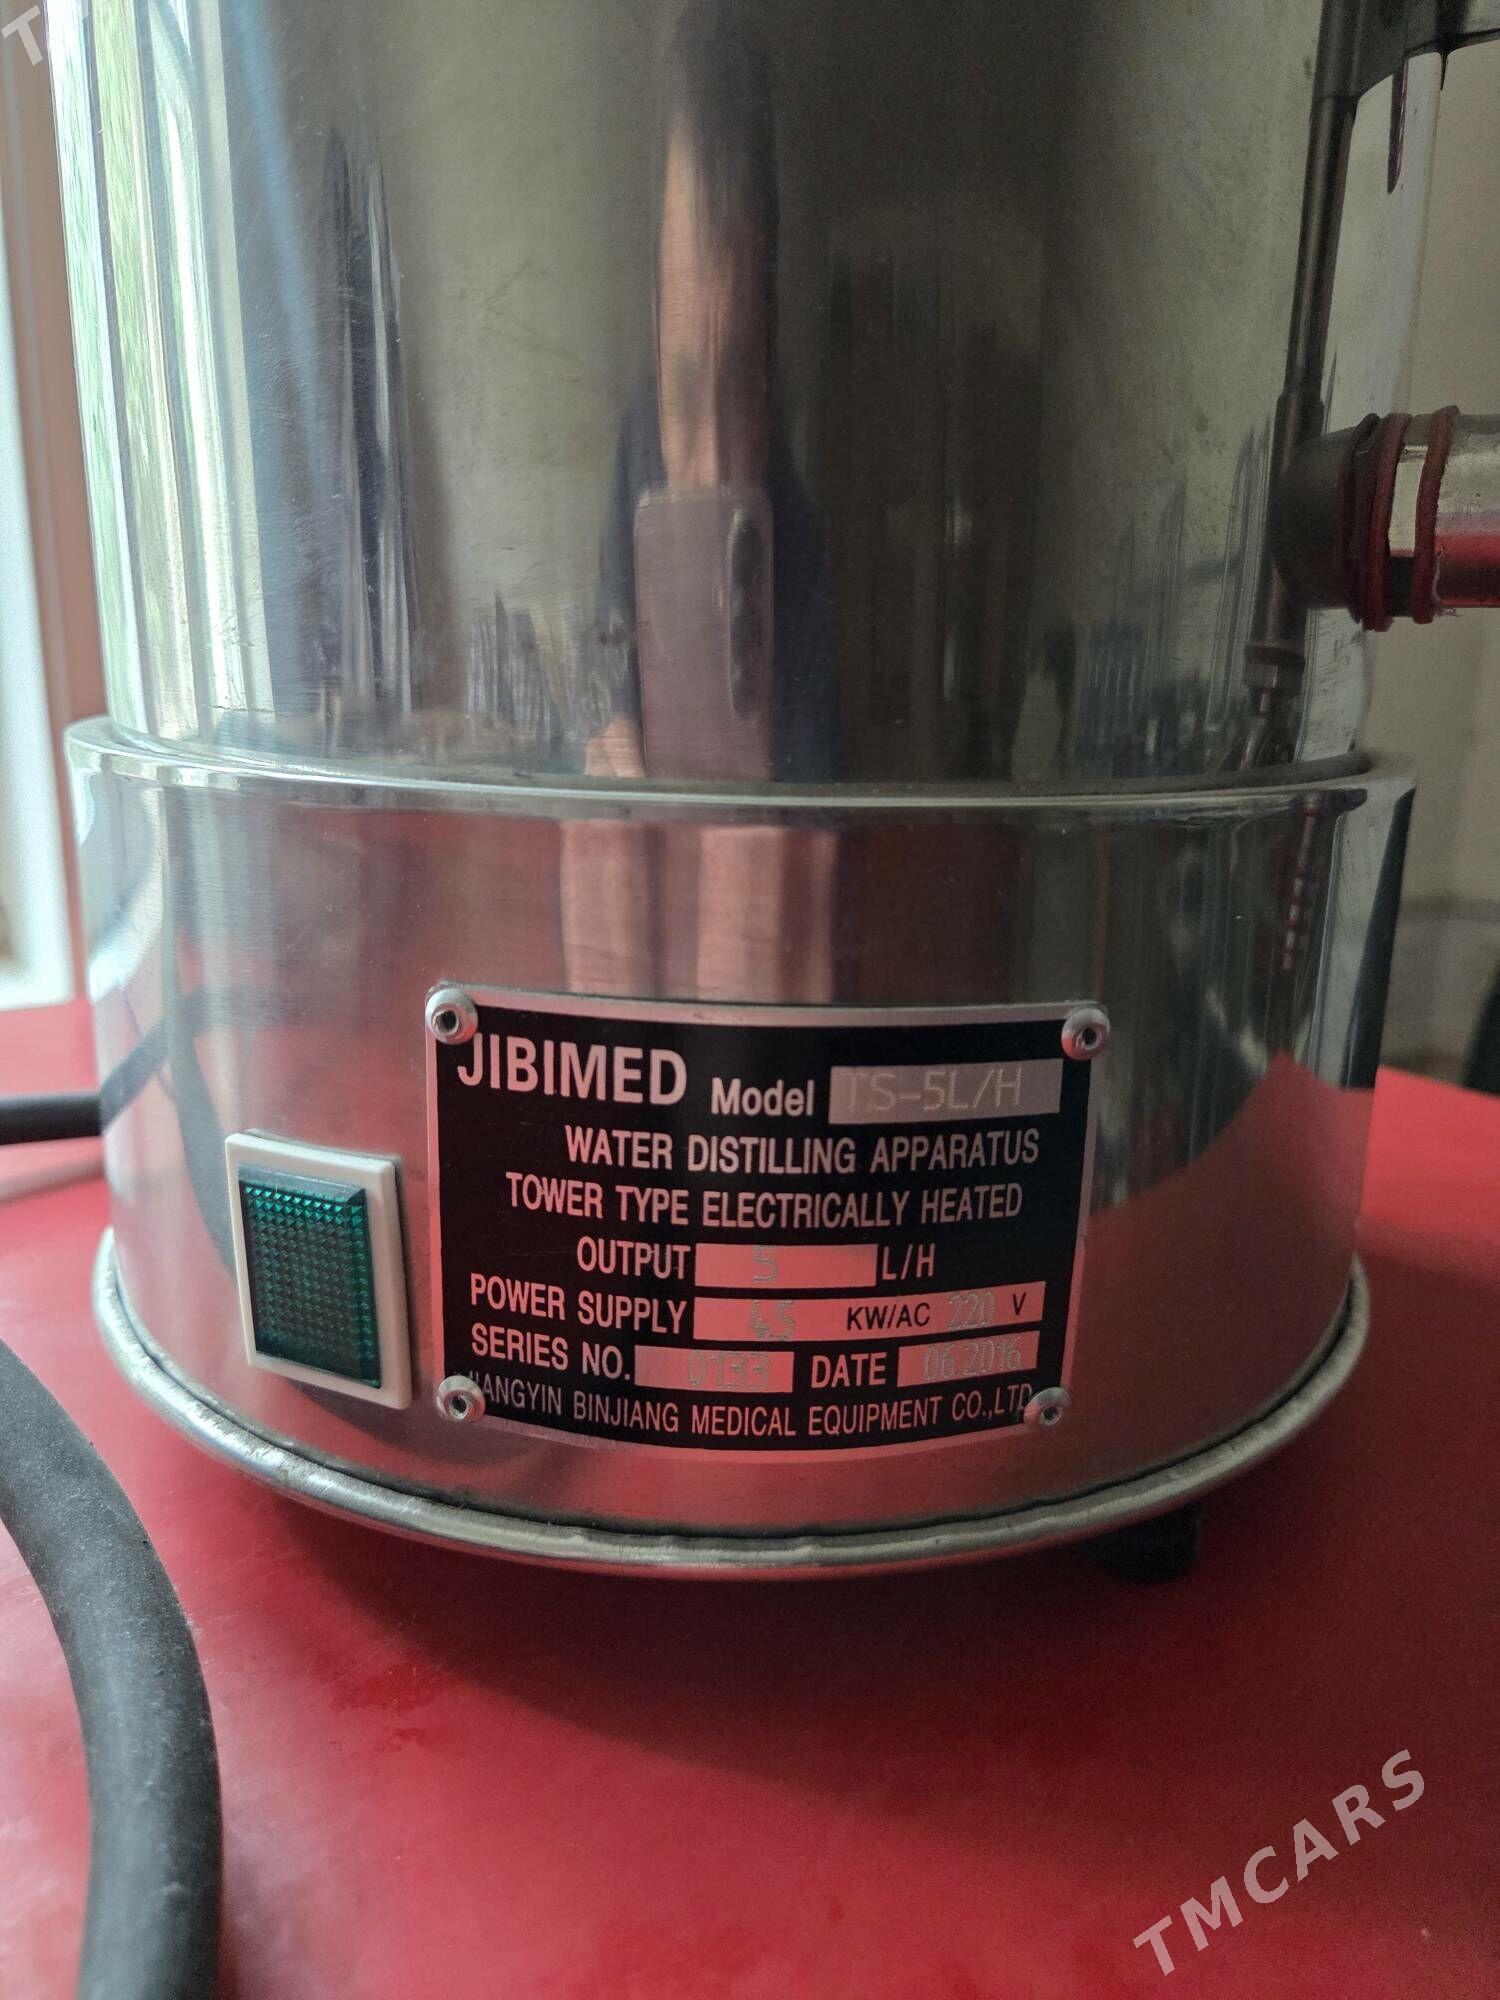 JIBIMED Model TS-5L/H
WATER DISTILLING APPARATUS
TOWER TYPE ELECTRICALLY HEATED
OUTPUT 5 L/H
POWER SUPPLY 4.5 KW/AC 220 V
SERIES NO. 0133 DATE 06.2016
JIANGYIN BINJIANG MEDICAL EQUIPMENT CO.,LTD
TMCARS